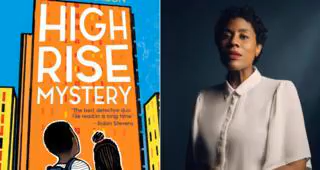 HIGH
RISE
MYSTERY
"The best detective duo
I've read in a long time."
– Robin Stevens